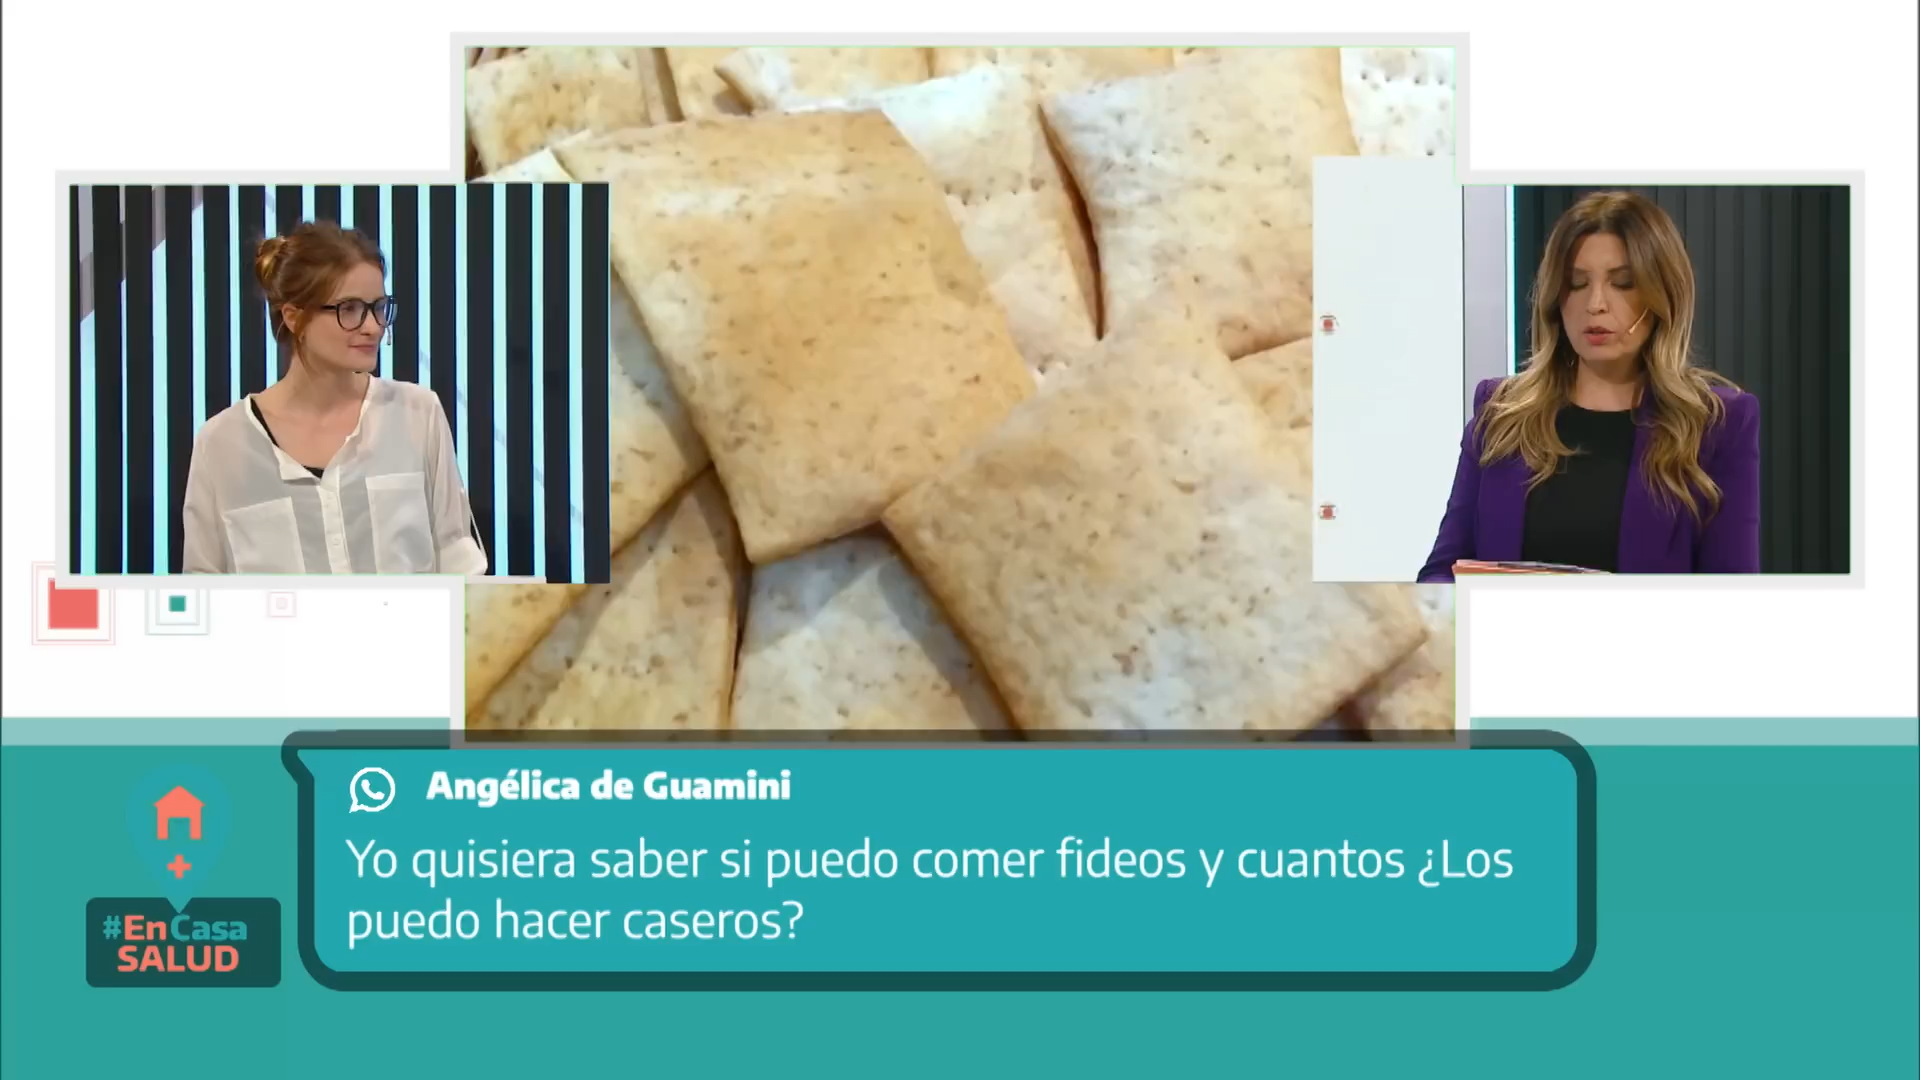 Angélica de Guamini
Yo quisiera saber si puedo comer fideos y cuantos ¿Los
puedo hacer caseros?
#EnCasa
SALUD